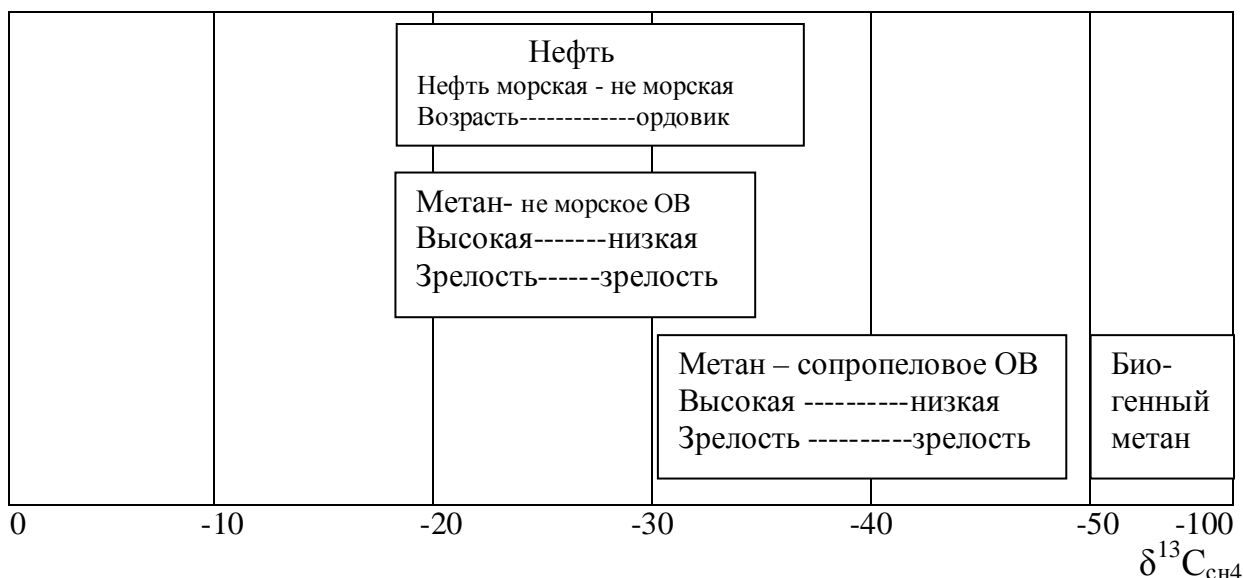 Нефть
Нефть морская - не морская
Возрасть-------------ордовик
Метан- не морское ОВ
Высокая-------низкая
Зрелость------зрелость
Метан – сопропеловое ОВ
Высокая ----------низкая
Зрелость ----------зрелость
Био-
генный
метан
0 -10 -20 -30 -40 -50 -100
δ¹³Cсн4